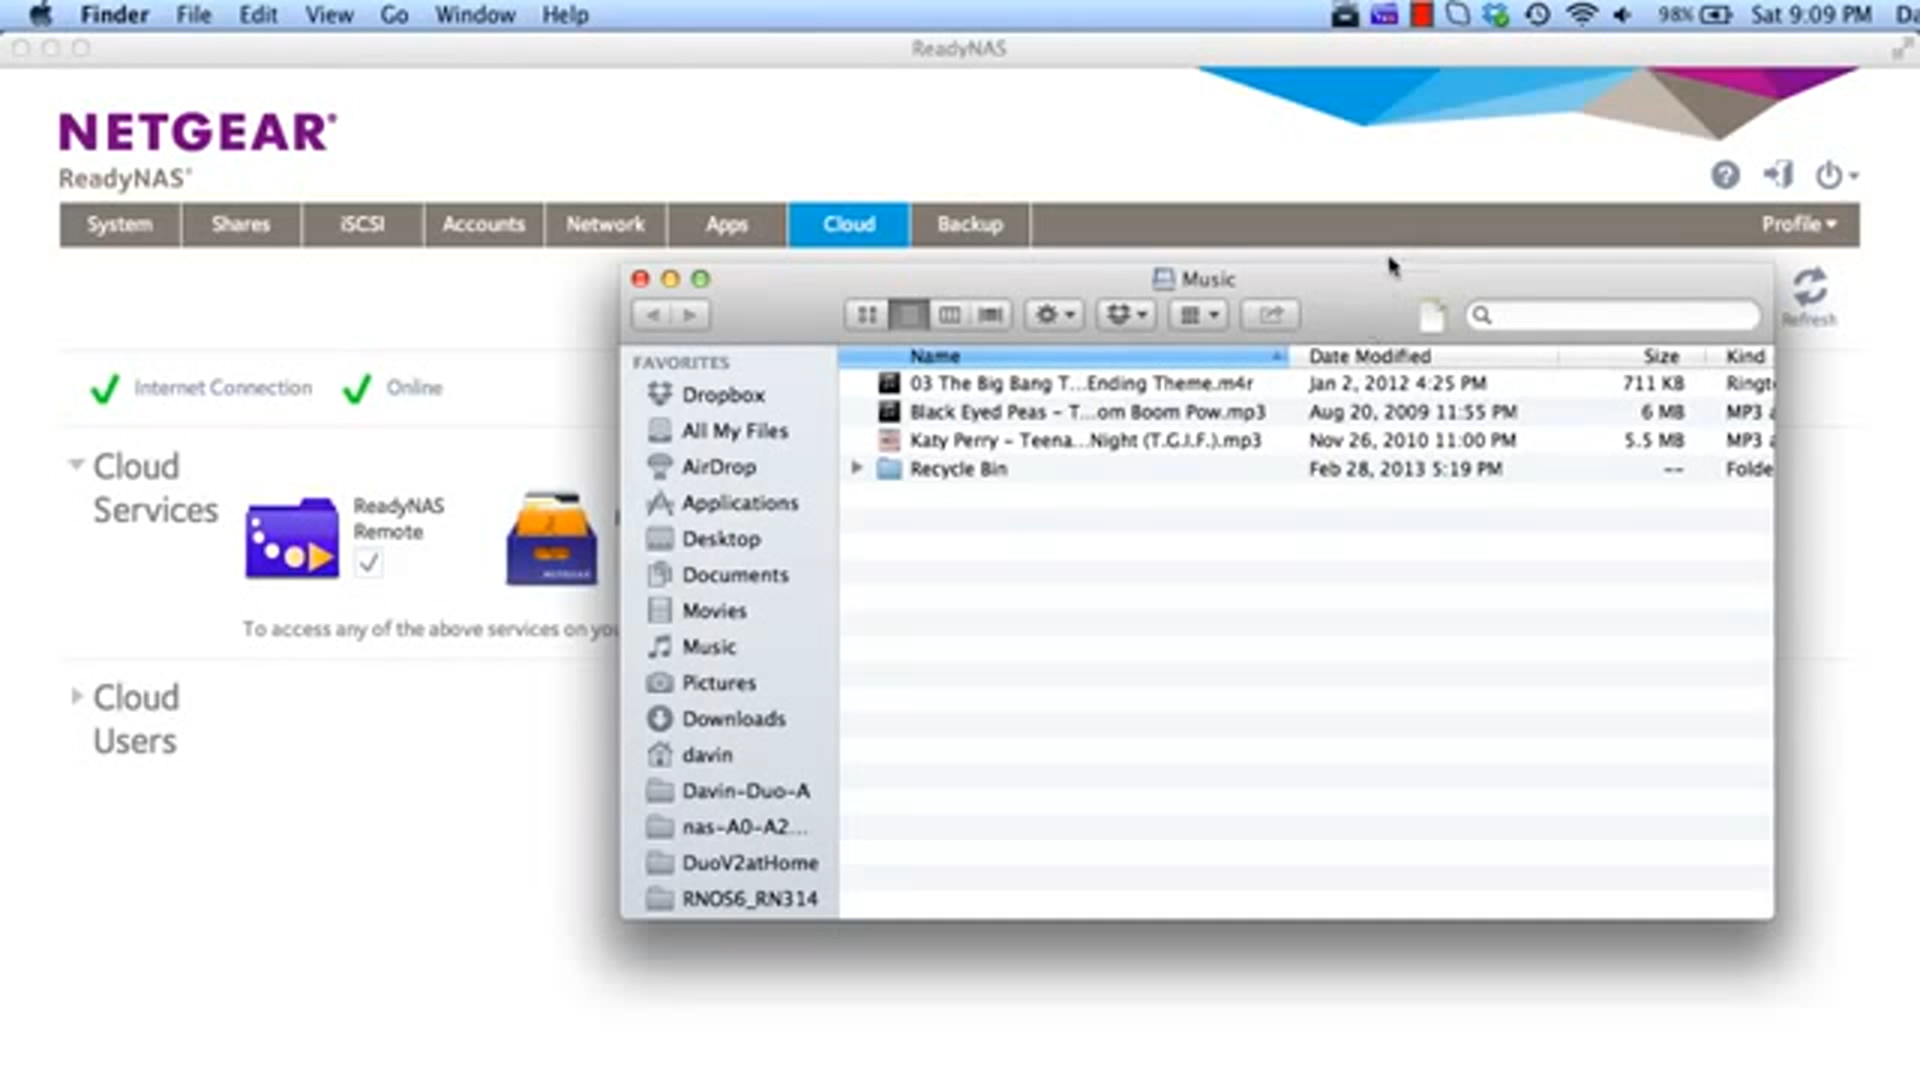 Finder File Edit View Go Window Help 98% Sat 9:09 PM Da
ReadyNAS
NETGEAR®
ReadyNAS®
System Shares iSCSI Accounts Network Apps Cloud Backup Profile
Music
Refresh
Internet Connection Online
Cloud Services
ReadyNAS Remote
NETGEAR
To access any of the above services on you
Cloud Users
FAVORITES
Dropbox
All My Files
AirDrop
Applications
Desktop
Documents
Movies
Music
Pictures
Downloads
davin
Davin-Duo-A
nas-A0-A2...
DuoV2atHome
RNOS6_RN314
Name Date Modified Size Kind
03 The Big Bang T...Ending Theme.m4r Jan 2, 2012 4:25 PM 711 KB Ringt
Black Eyed Peas - T...om Boom Pow.mp3 Aug 20, 2009 11:55 PM 6 MB MP3 a
Katy Perry - Teena...Night (T.G.I.F.).mp3 Nov 26, 2010 11:00 PM 5.5 MB MP3 a
Recycle Bin Feb 28, 2013 5:19 PM -- Folde